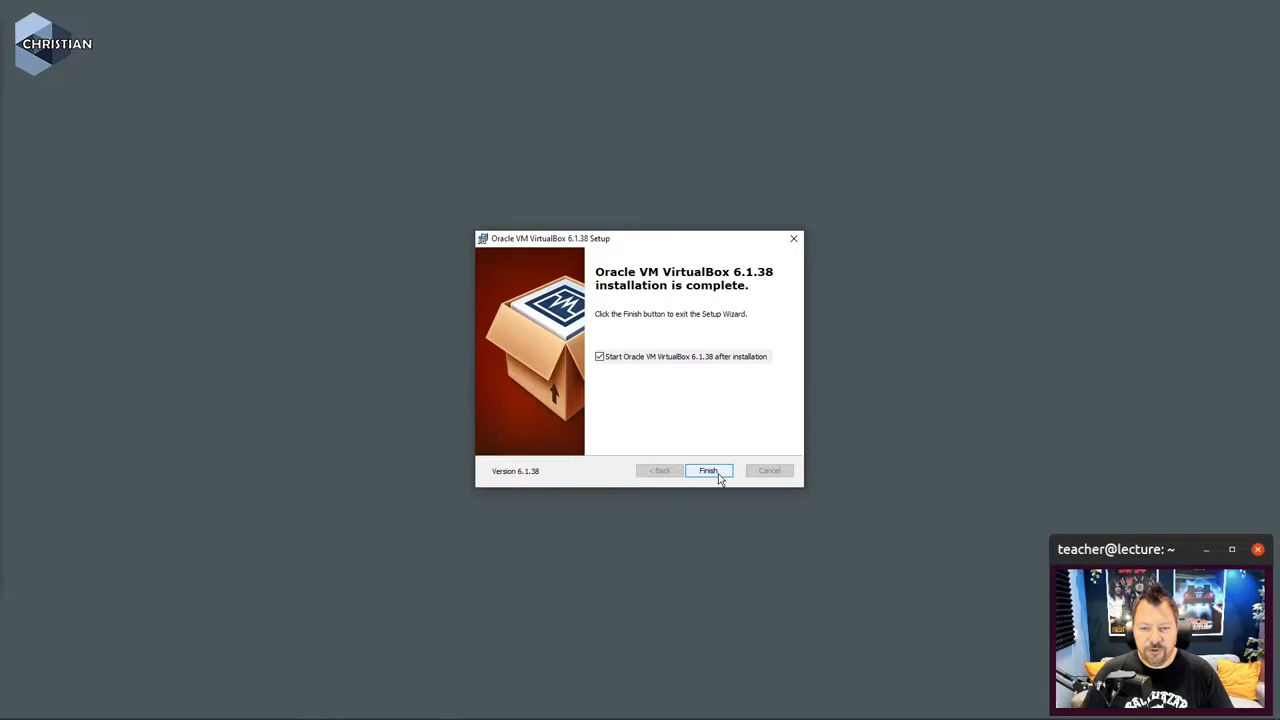 CHRISTIAN
Oracle VM VirtualBox 6.1.38 Setup
Oracle VM VirtualBox 6.1.38
installation is complete.
Click the Finish button to exit the Setup Wizard.
Start Oracle VM VirtualBox 6.1.38 after installation
Version 6.1.38
< Back
Finish
Cancel
teacher@lecture: ~